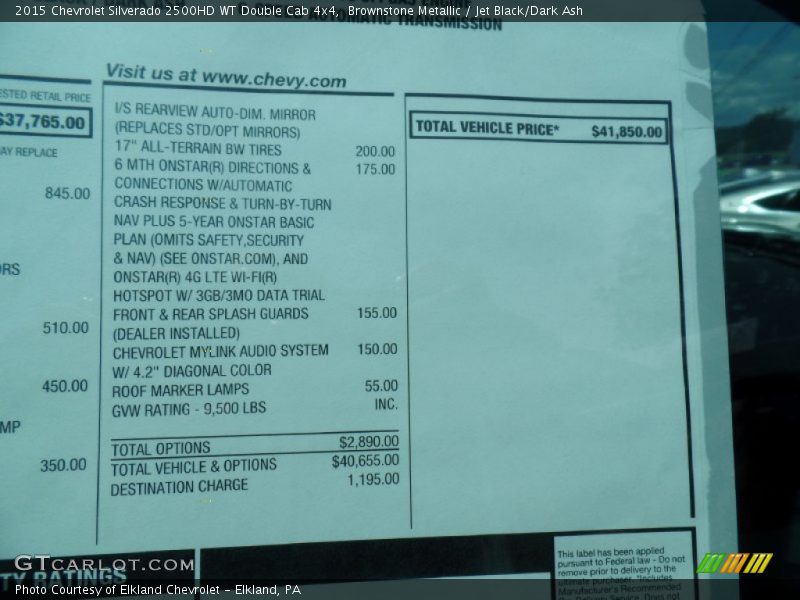 2015 Chevrolet Silverado 2500HD WT Double Cab 4x4, , Brownstone Metallic / Jet Black/Dark Ash
AUTOMATIC TRANSMISSION
Visit us at www.chevy.com
RETAIL PRICE
$37,765.00
REPLACE
845.00
510.00
450.00
350.00
I/S REARVIEW AUTO-DIM. MIRROR
(REPLACES STD/OPT MIRRORS)
17" ALL-TERRAIN BW TIRES 200.00
6 MTH ONSTAR(R) DIRECTIONS & 175.00
CONNECTIONS W/AUTOMATIC
CRASH RESPONSE & TURN-BY-TURN
NAV PLUS 5-YEAR ONSTAR BASIC
PLAN (OMITS SAFETY,SECURITY
& NAV) (SEE ONSTAR.COM), AND
ONSTAR(R) 4G LTE WI-FI(R)
HOTSPOT W/ 3GB/3MO DATA TRIAL
FRONT & REAR SPLASH GUARDS 155.00
(DEALER INSTALLED)
CHEVROLET MYLINK AUDIO SYSTEM 150.00
W/ 4.2" DIAGONAL COLOR
ROOF MARKER LAMPS 55.00
GVW RATING - 9,500 LBS INC.
TOTAL OPTIONS $2,890.00
TOTAL VEHICLE & OPTIONS $40,655.00
DESTINATION CHARGE 1,195.00
TOTAL VEHICLE PRICE* $41,850.00
This label has been applied
pursuant to Federal law - Do not
remove prior to delivery to the
ultimate purchaser. *Includes
Manufacturer's Recommended
GTCARLOT.COM
RATINGS
Photo Courtesy of Elkland Chevrolet - Elkland, PA